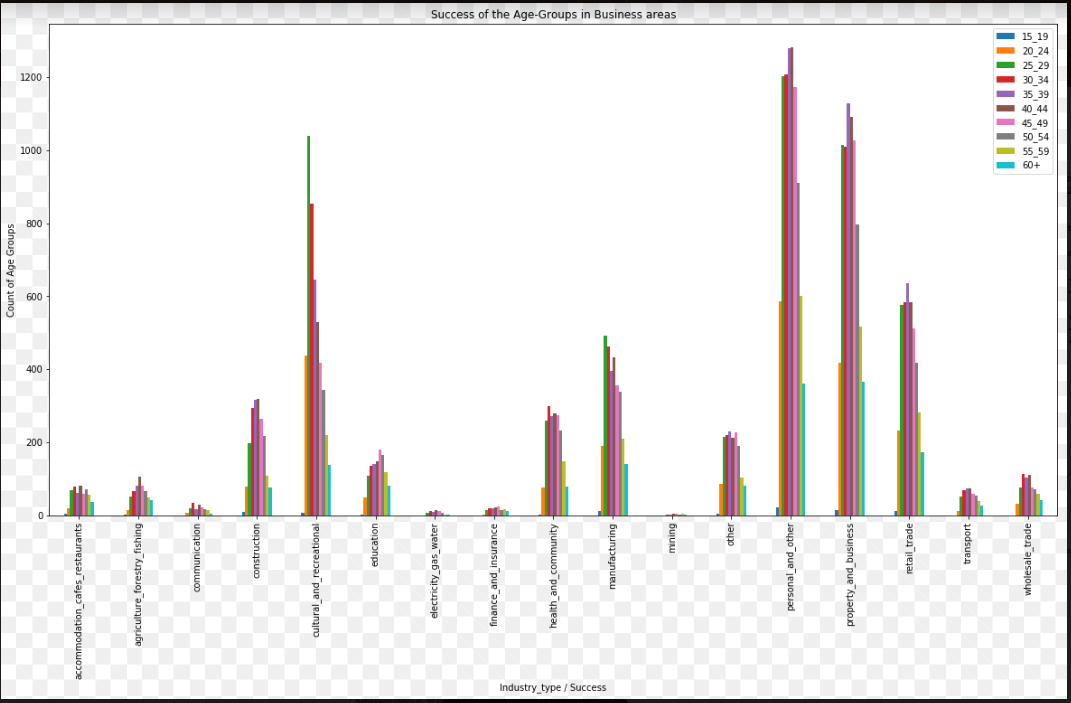 Success of the Age-Groups in Business areas
15_19
20_24
25_29
30_34
35_39
40_44
45_49
50_54
55_59
60+
Count of Age Groups
1200
1000
800
600
400
200
0
accommodation_cafes_restaurants
agriculture_forestry_fishing
communication
construction
cultural_and_recreational
education
electricity_gas_water
finance_and_insurance
health_and_community
manufacturing
mining
other
personal_and_other
property_and_business
retail_trade
transport
wholesale_trade
Industry_type / Success